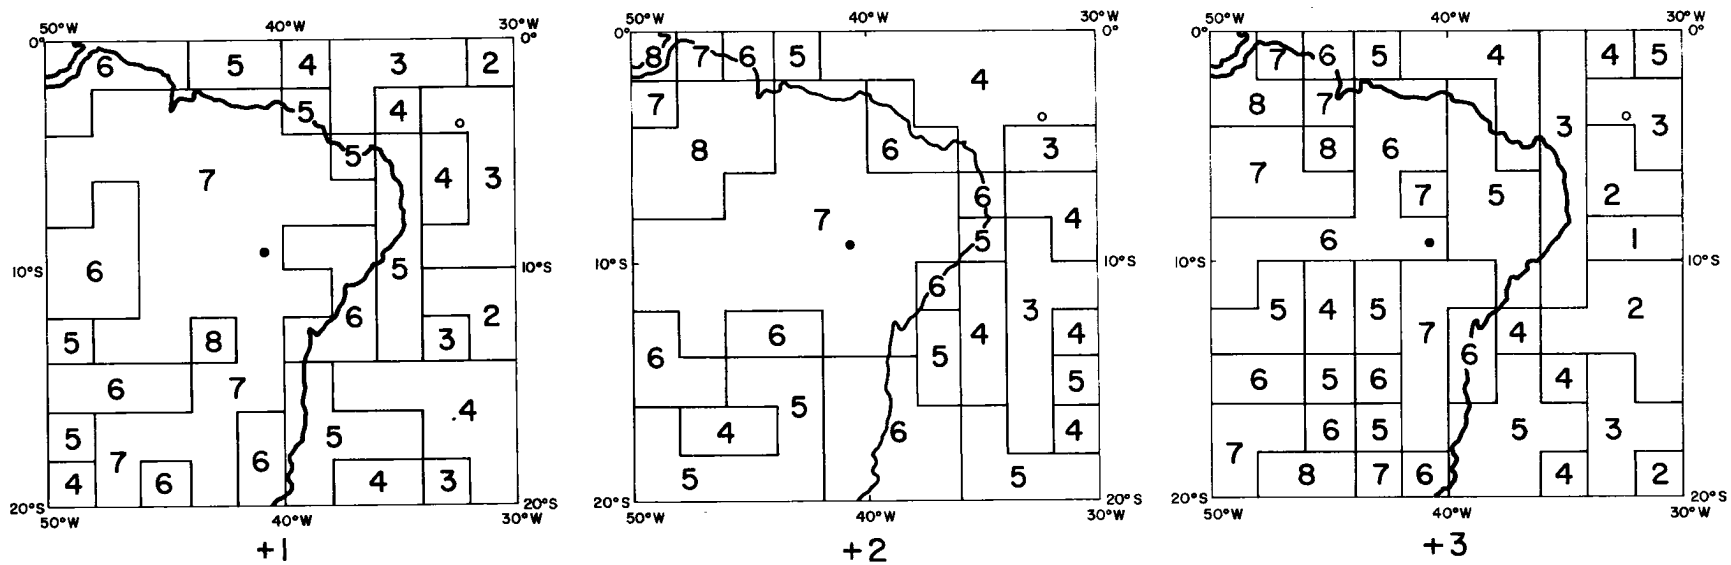 50°W 40°W 30°W
0° 6 5 4 3 2 0°
5 4
5
7 4 3
6 5
10°S 10°S
6 2
5 8 3
6 7
.4
5 5
7 6
4 6 4 3
20°S 20°S
50°W 40°W 30°W
+1
50°W 40°W 30°W
0° 8 7 6 5 0°
4
7
8 6 3
6
7 4
5
10°S 10°S
6
3
6 4 4
6 5
5
5
4 6 4
5 5
20°S 20°S
50°W 40°W 30°W
+2
50°W 40°W 30°W
0° 7 6 5 4 4 5 0°
8 7
3 3
8 6
7
7 5 2
6 1
10°S 10°S
5 4 5 2
7 4
6
6 5 6 4
6 5 5 3
7
8 7 6 4 2
20°S 20°S
50°W 40°W 30°W
+3